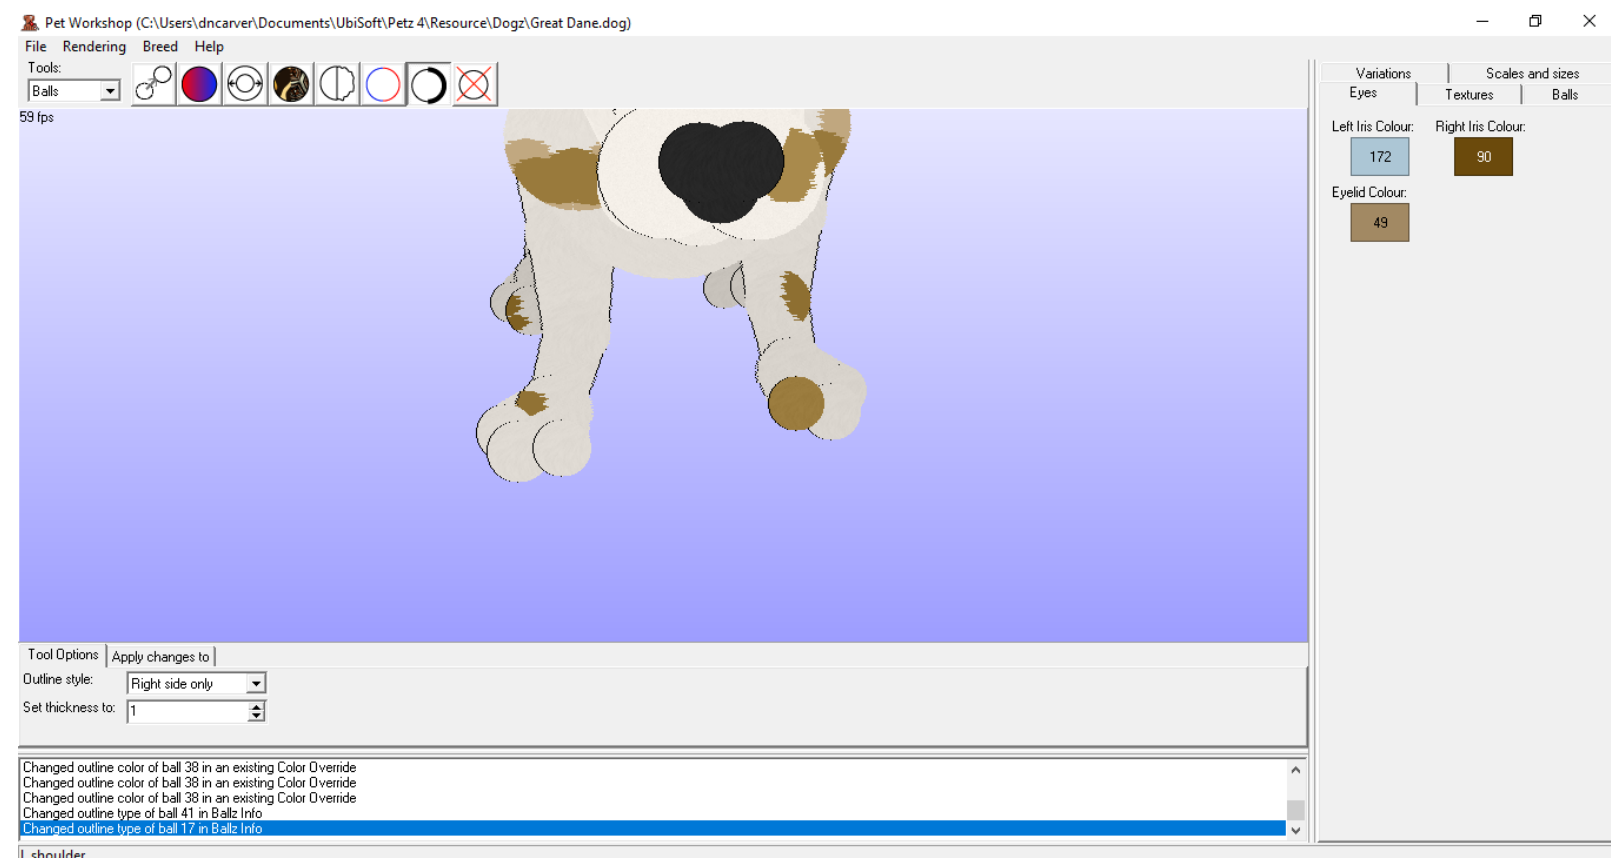 Pet Workshop (C:\Users\dncarver\Documents\UbiSoft\Petz 4\Resource\Dogz\Great Dane.dog)
File Rendering Breed Help
Tools:
Balls
59 fps
Variations Scales and sizes
Eyes Textures Balls
Left Iris Colour: Right Iris Colour:
172 90
Eyelid Colour:
49
Tool Options Apply changes to
Outline style: Right side only
Set thickness to: 1
Changed outline color of ball 38 in an existing Color Override
Changed outline color of ball 38 in an existing Color Override
Changed outline color of ball 38 in an existing Color Override
Changed outline type of ball 41 in Ballz Info
Changed outline type of ball 17 in Ballz Info
L shoulder